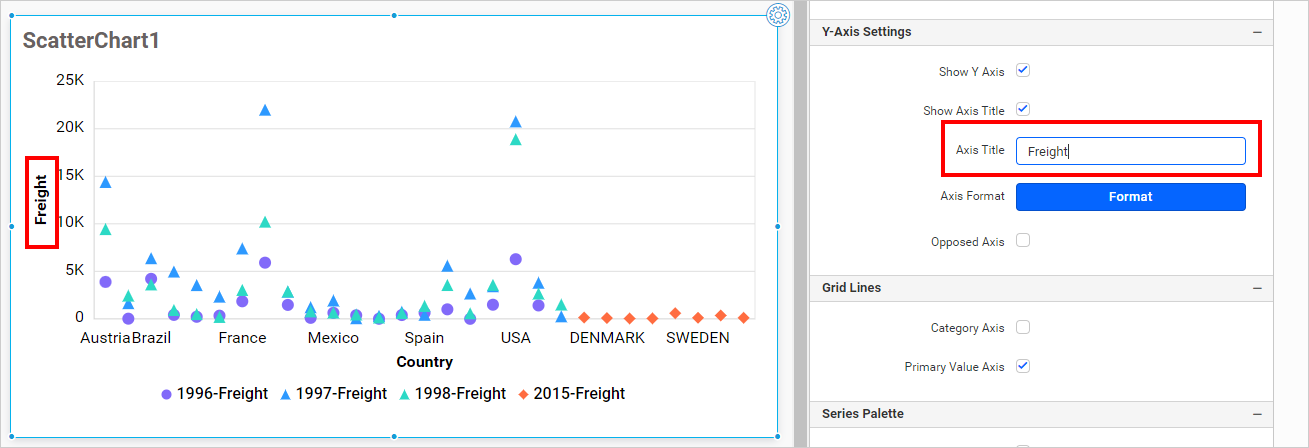 ScatterChart1
25K
20K
15K
10K
5K
0
Freight
AustriaBrazil France Mexico Spain USA DENMARK SWEDEN
Country
1996-Freight 1997-Freight 1998-Freight 2015-Freight
Y-Axis Settings
Show Y Axis
Show Axis Title
Axis Title Freight
Axis Format Format
Opposed Axis
Grid Lines
Category Axis
Primary Value Axis
Series Palette